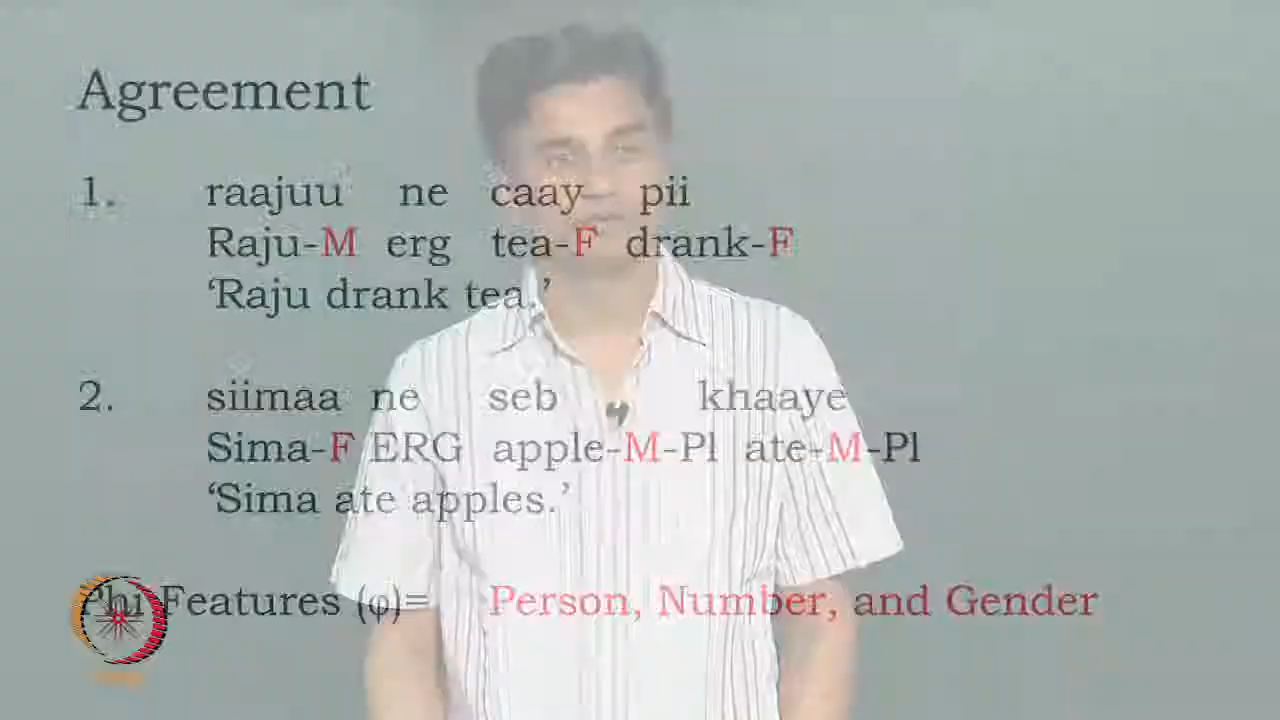 Agreement
1. raajuu ne caay pii
Raju-M erg tea-F drank-F
‘Raju drank tea.’
2. siimaa ne seb khaaye
Sima-F ERG apple-M-Pl ate-M-Pl
‘Sima ate apples.’
Phi Features (φ)= Person, Number, and Gender